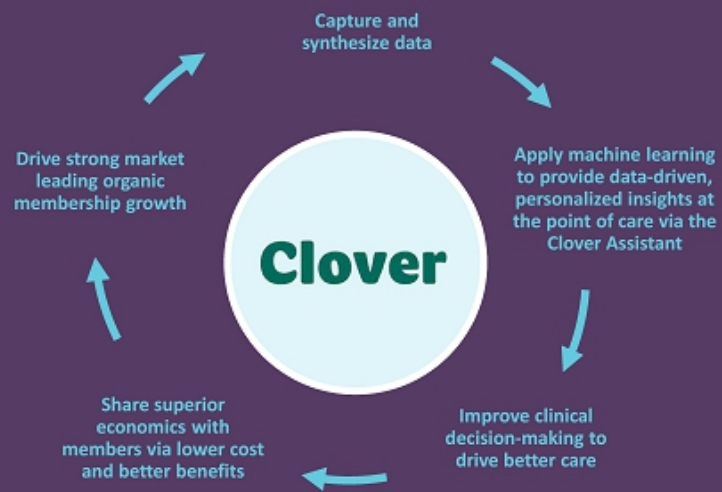 Capture and
synthesize data
Apply machine learning
to provide data-driven,
personalized insights at
the point of care via the
Clover Assistant
Improve clinical
decision-making to
drive better care
Share superior
economics with
members via lower cost
and better benefits
Drive strong market
leading organic
membership growth
Clover